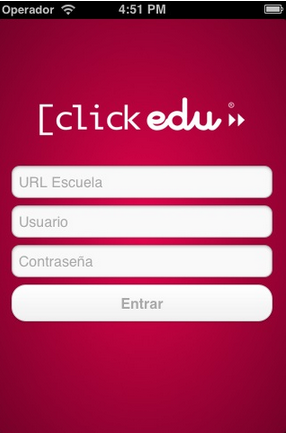 Operador 4:51 PM
[click edu®
URL Escuela
Usuario
Contraseña
Entrar